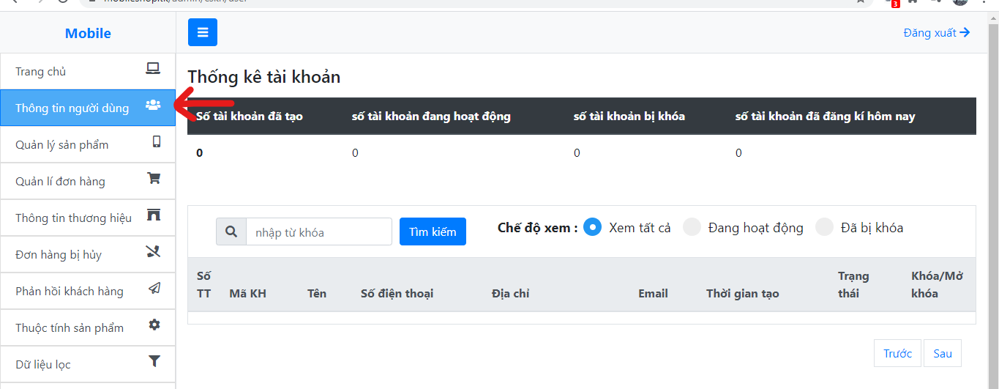 3
Mobile
Đăng xuất
Trang chủ
Thông tin người dùng
Quản lý sản phẩm
Quản lí đơn hàng
Thông tin thương hiệu
Đơn hàng bị hủy
Phản hồi khách hàng
Thuộc tính sản phẩm
Dữ liệu lọc
Thống kê tài khoản
Số tài khoản đã tạo số tài khoản đang hoạt động số tài khoản bị khóa số tài khoản đã đăng kí hôm nay
0 0 0 0
nhập từ khóa Tìm kiếm Chế độ xem : Xem tất cả Đang hoạt động Đã bị khóa
Số TT Mã KH Tên Số điện thoại Địa chỉ Email Thời gian tạo Trạng thái Khóa/Mở khóa
Trước Sau